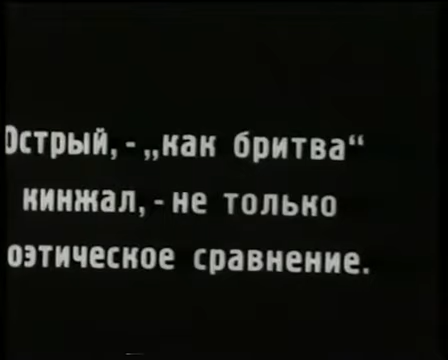 Острый, - „как бритва“
кинжал, - не только
оэтическое сравнение.